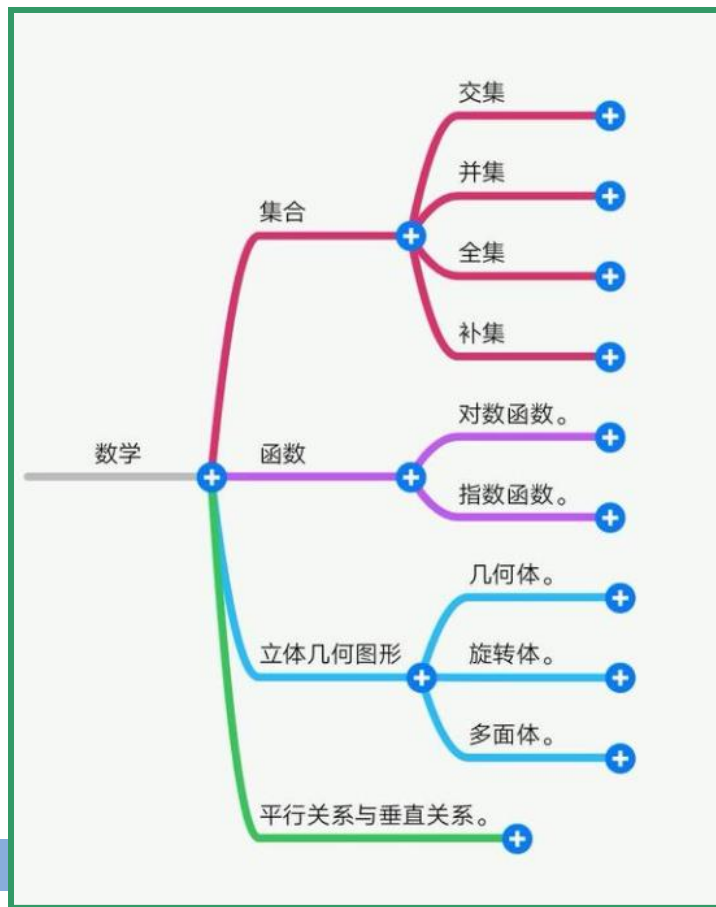 交集
并集
集合
全集
补集
对数函数。
数学
函数
指数函数。
几何体。
立体几何图形
旋转体。
多面体。
平行关系与垂直关系。